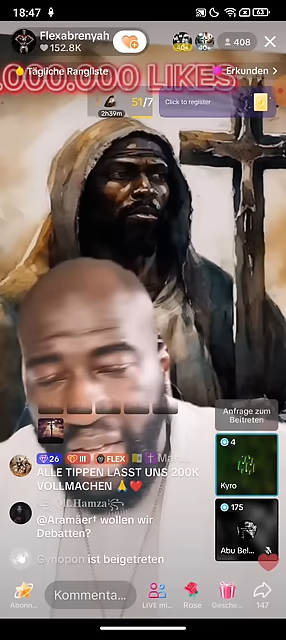 18:47
63
Flexabrenyah
152.8K
408
.000.000 LIKES
Tägliche Rangliste
Erkunden >
51/7
Click to register
2h39m
Anfrage zum
Beitreten
4
Kyro
175
Abu Bel...
26 III FLEX
ALLE TIPPEN LASST UNS 200K
VOLLMACHEN 🙏❤️
@Aramäer† wollen wir
Debatten?
Gynopon ist beigetreten
Abonn...
Kommenta...
LIVE mi...
Rose
Gesche...
147